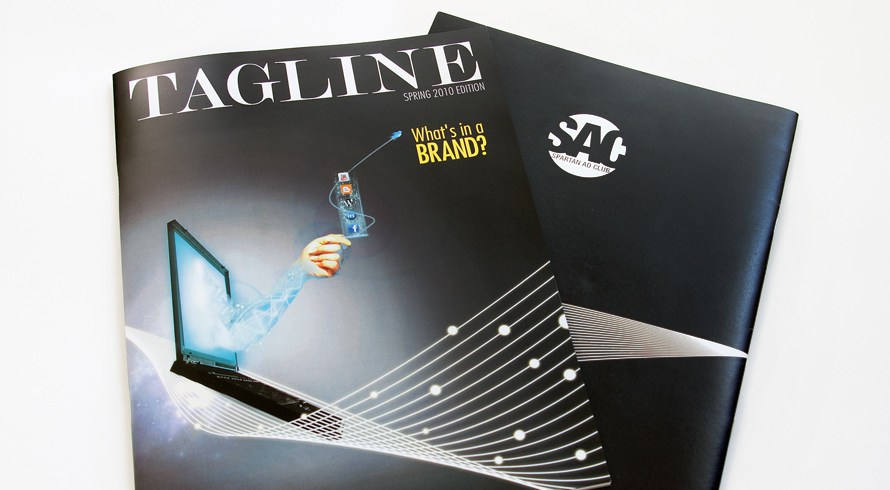 TAGLINE
SPRING 2010 EDITION
What's in a
BRAND?
SAC
SPARTAN AD CLUB